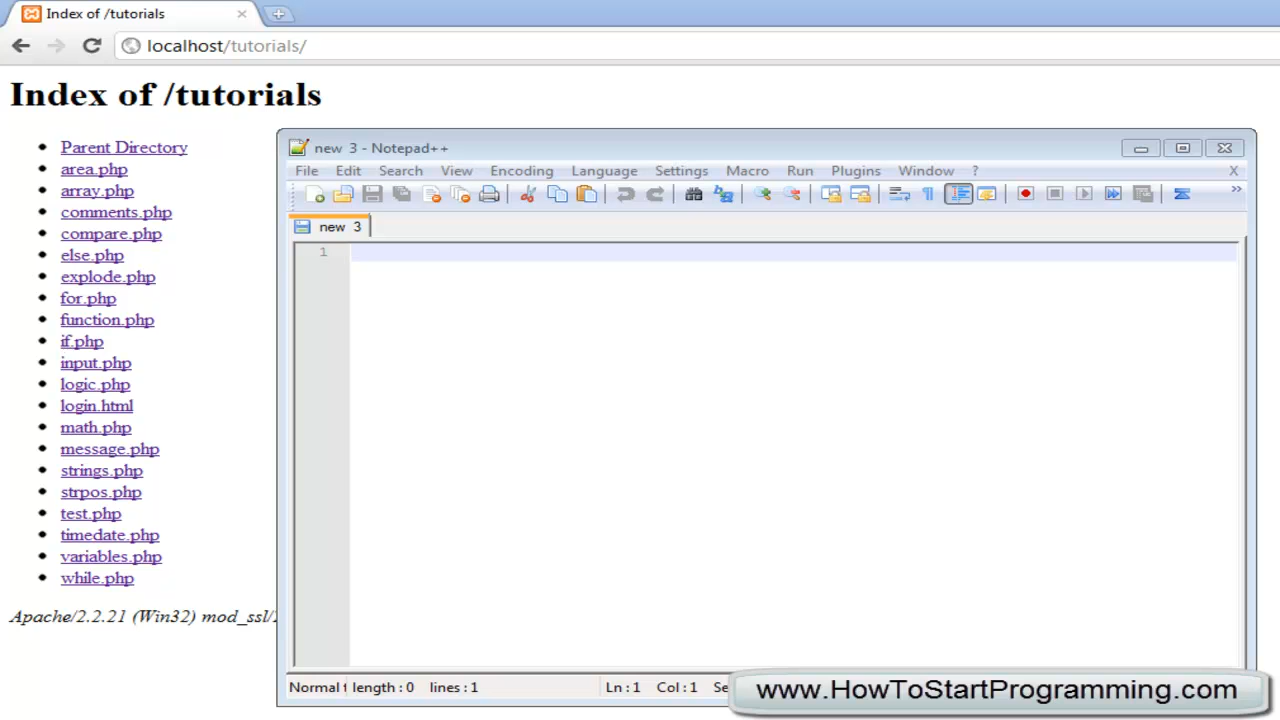 Index of /tutorials
localhost/tutorials/
Index of /tutorials
Parent Directory
area.php
array.php
comments.php
compare.php
else.php
explode.php
for.php
function.php
if.php
input.php
logic.php
login.html
math.php
message.php
strings.php
strpos.php
test.php
timedate.php
variables.php
while.php
Apache/2.2.21 (Win32) mod_ssl/
new 3 - Notepad++
File Edit Search View Encoding Language Settings Macro Run Plugins Window ? X
new 3
1
Normal length : 0 lines : 1 Ln : 1 Col : 1 Se
www.HowToStartProgramming.com